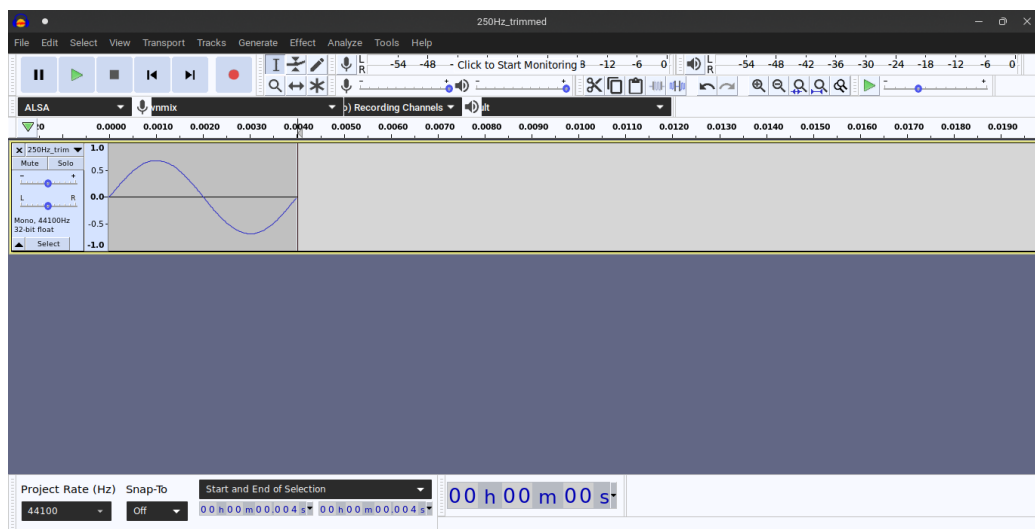 250Hz_trimmed
File Edit Select View Transport Tracks Generate Effect Analyze Tools Help
L R -54 -48 - Click to Start Monitoring 8 -12 -6 0 L R -54 -48 -42 -36 -30 -24 -18 -12 -6 0
ALSA vnmix o) Recording Channels ult
0.0000 0.0010 0.0020 0.0030 0.0040 0.0050 0.0060 0.0070 0.0080 0.0090 0.0100 0.0110 0.0120 0.0130 0.0140 0.0150 0.0160 0.0170 0.0180 0.0190
250Hz_trim 1.0
Mute Solo
0.5
- +
L R 0.0
Mono, 44100Hz
32-bit float
-0.5
Select -1.0
Project Rate (Hz) Snap-To Start and End of Selection
44100 Off 00 h 00 m 00.004 s 00 h 00 m 00.004 s
00 h 00 m 00 s